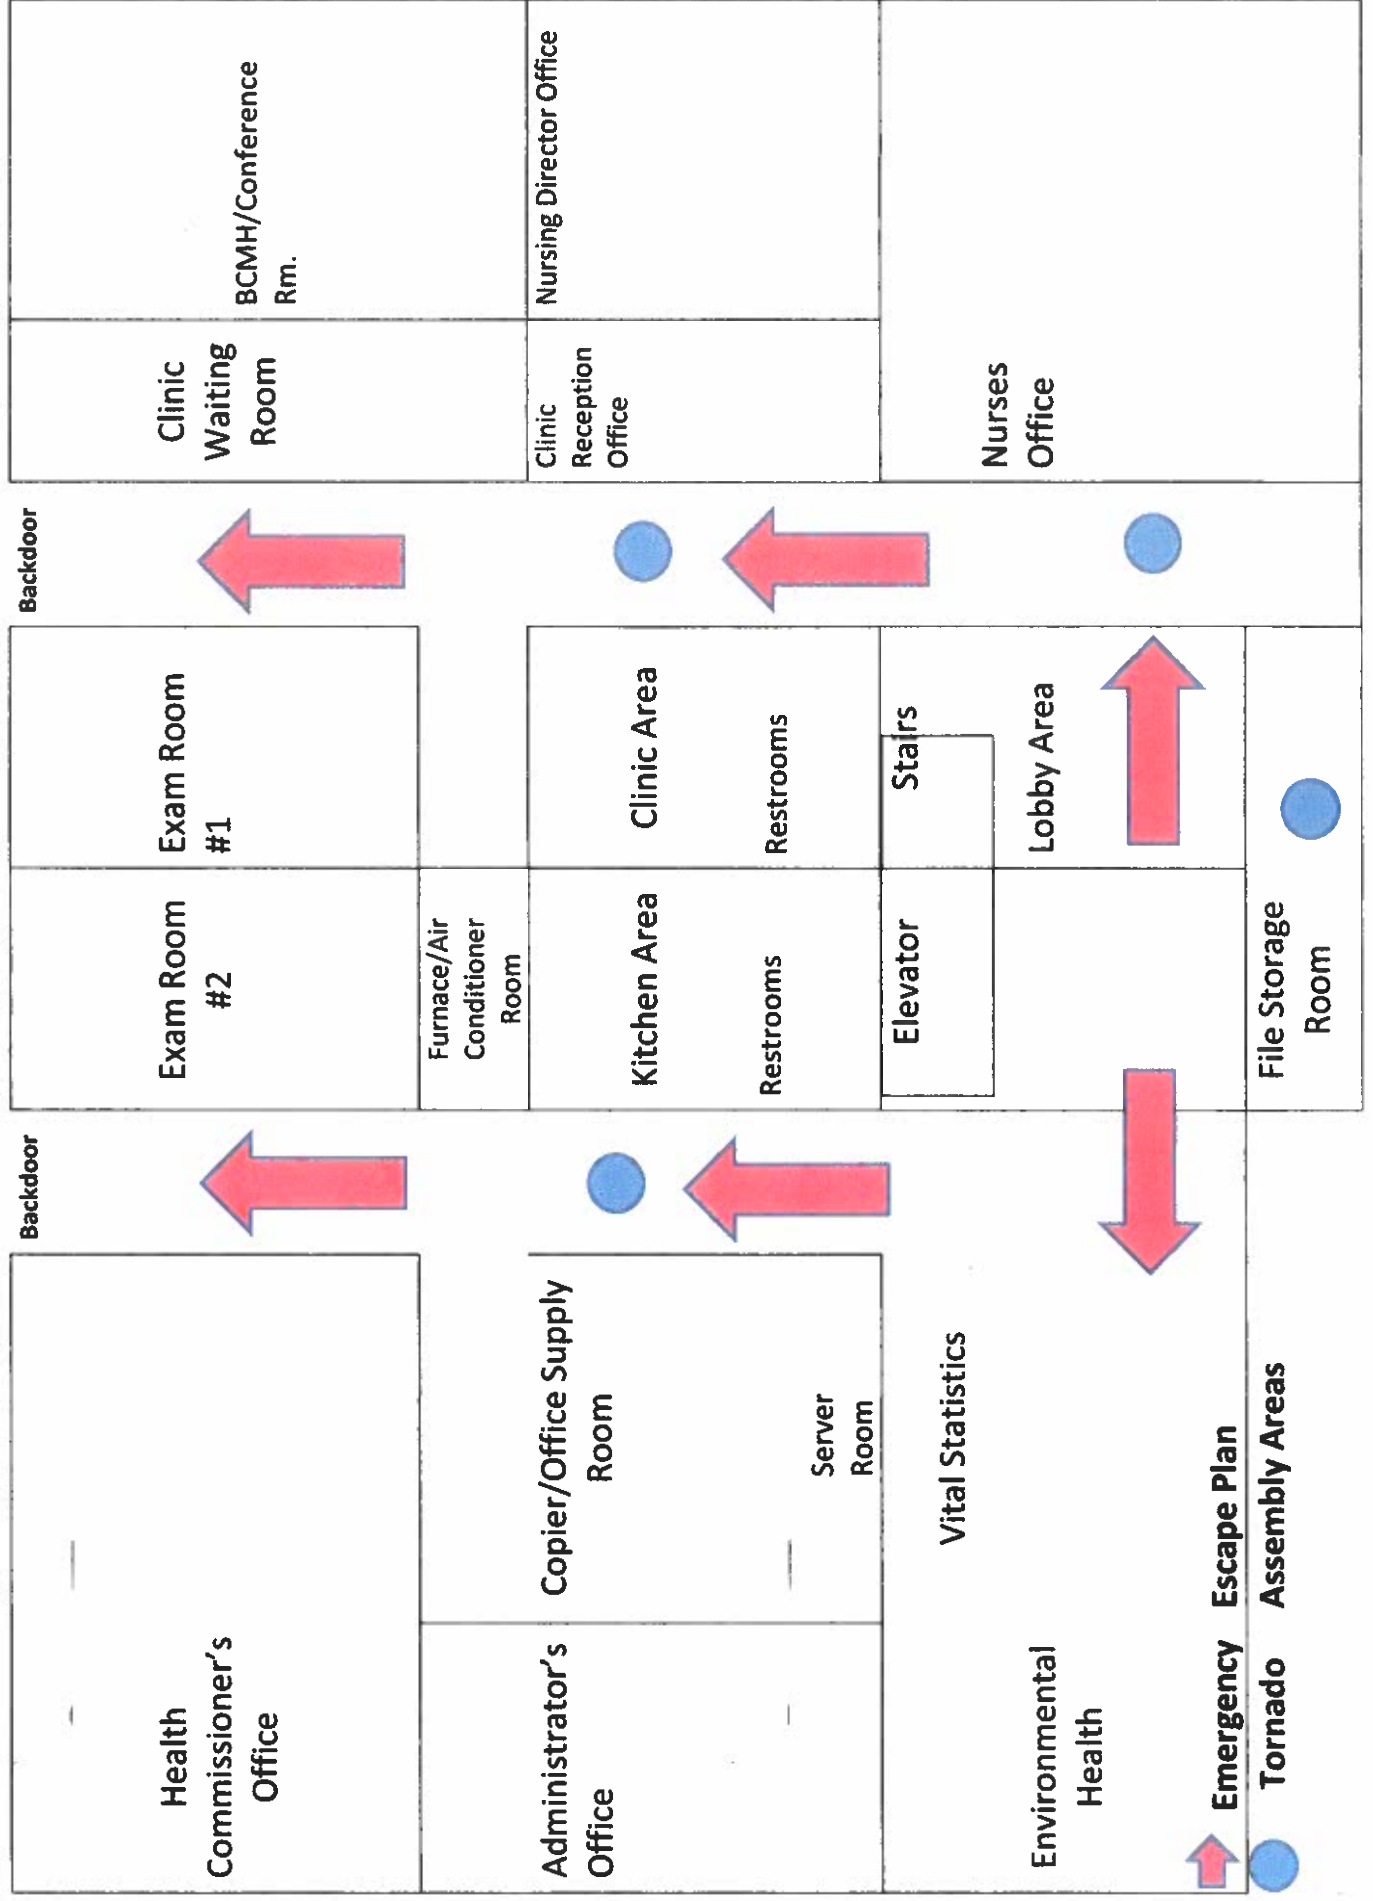 Backdoor
Backdoor
Health
Commissioner's
Office
Exam Room
#2
Exam Room
#1
Clinic
Waiting
Room
BCMH/Conference
Rm.
Furnace/Air
Conditioner
Room
Administrator's
Office
Copier/Office Supply
Room
Kitchen Area
Clinic Area
Clinic
Reception
Office
Nursing Director Office
Restrooms
Restrooms
Server
Room
Elevator
Stairs
Vital Statistics
Nurses
Office
Environmental
Health
Lobby Area
File Storage
Room
Emergency Escape Plan
Tornado Assembly Areas